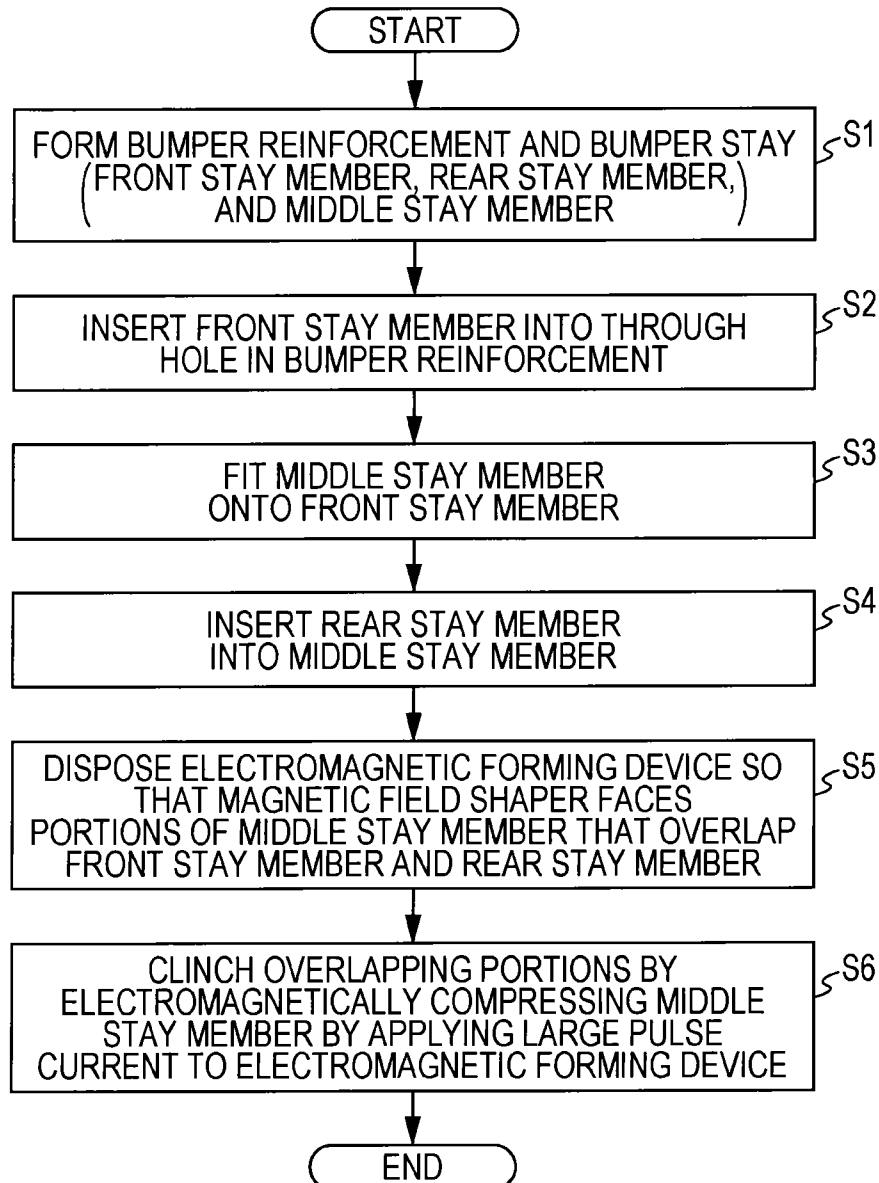 START
FORM BUMPER REINFORCEMENT AND BUMPER STAY
(FRONT STAY MEMBER, REAR STAY MEMBER,
AND MIDDLE STAY MEMBER)
S1
INSERT FRONT STAY MEMBER INTO THROUGH
HOLE IN BUMPER REINFORCEMENT
S2
FIT MIDDLE STAY MEMBER
ONTO FRONT STAY MEMBER
S3
INSERT REAR STAY MEMBER
INTO MIDDLE STAY MEMBER
S4
DISPOSE ELECTROMAGNETIC FORMING DEVICE SO
THAT MAGNETIC FIELD SHAPER FACES
PORTIONS OF MIDDLE STAY MEMBER THAT OVERLAP
FRONT STAY MEMBER AND REAR STAY MEMBER
S5
CLINCH OVERLAPPING PORTIONS BY
ELECTROMAGNETICALLY COMPRESSING MIDDLE
STAY MEMBER BY APPLYING LARGE PULSE
CURRENT TO ELECTROMAGNETIC FORMING DEVICE
S6
END